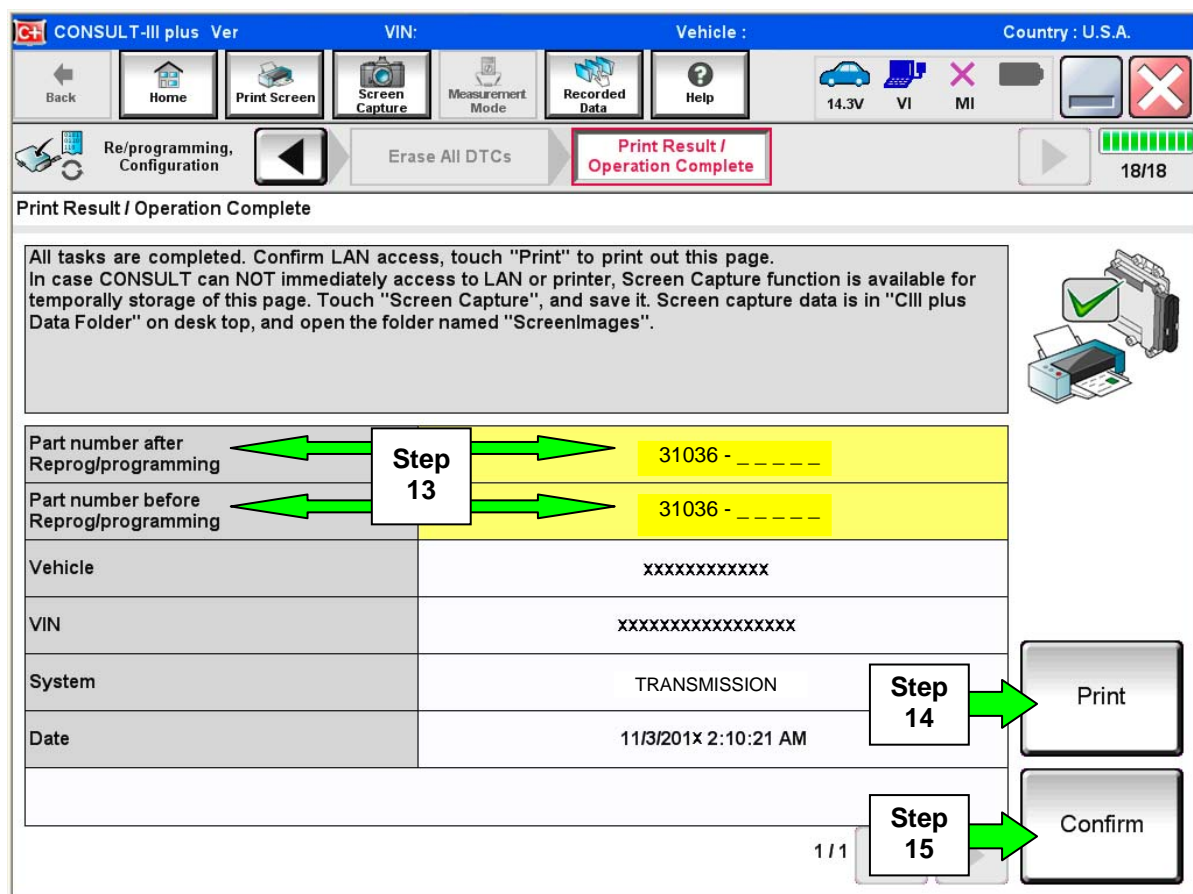 C+ CONSULT-III plus Ver VIN: Vehicle : Country : U.S.A.
Back
Home
Print Screen
Screen
Capture
Measurement
Mode
Recorded
Data
Help
14.3V VI MI
Re/programming,
Configuration
Erase All DTCs
Print Result /
Operation Complete
18/18
Print Result / Operation Complete
All tasks are completed. Confirm LAN access, touch "Print" to print out this page.
In case CONSULT can NOT immediately access to LAN or printer, Screen Capture function is available for
temporally storage of this page. Touch "Screen Capture", and save it. Screen capture data is in "CIII plus
Data Folder" on desk top, and open the folder named "ScreenImages".
Part number after
Reprog/programming
31036 - _ _ _ _ _
Step
13
Part number before
Reprog/programming
31036 - _ _ _ _ _
Vehicle
xxxxxxxxxxxx
VIN
xxxxxxxxxxxxxxxxx
System
TRANSMISSION
Step
14
Print
Date
11/3/201x 2:10:21 AM
Step
15
Confirm
1 / 1